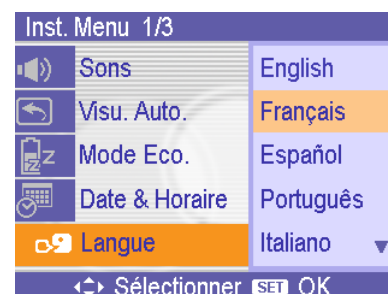 Inst. Menu 1/3
Sons
English
Visu. Auto.
Français
Mode Eco.
Español
Date & Horaire
Português
Langue
Italiano
Sélectionner SET OK